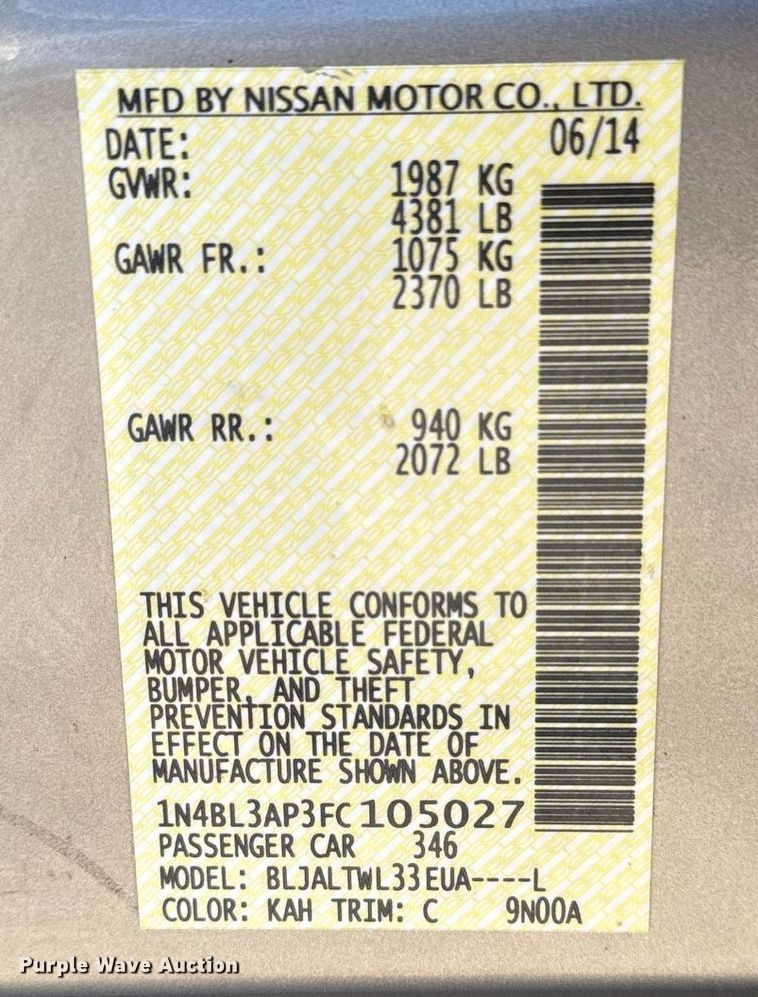 MFD BY NISSAN MOTOR CO., LTD.
DATE: 06/14
GVWR: 1987 KG
4381 LB
GAWR FR.: 1075 KG
2370 LB
GAWR RR.: 940 KG
2072 LB
THIS VEHICLE CONFORMS TO
ALL APPLICABLE FEDERAL
MOTOR VEHICLE SAFETY,
BUMPER, AND THEFT
PREVENTION STANDARDS IN
EFFECT ON THE DATE OF
MANUFACTURE SHOWN ABOVE.
1N4BL3AP3FC105027
PASSENGER CAR 346
MODEL: BLJALTWL33EUA----L
COLOR: KAH TRIM: C 9N00A
Purple Wave Auction